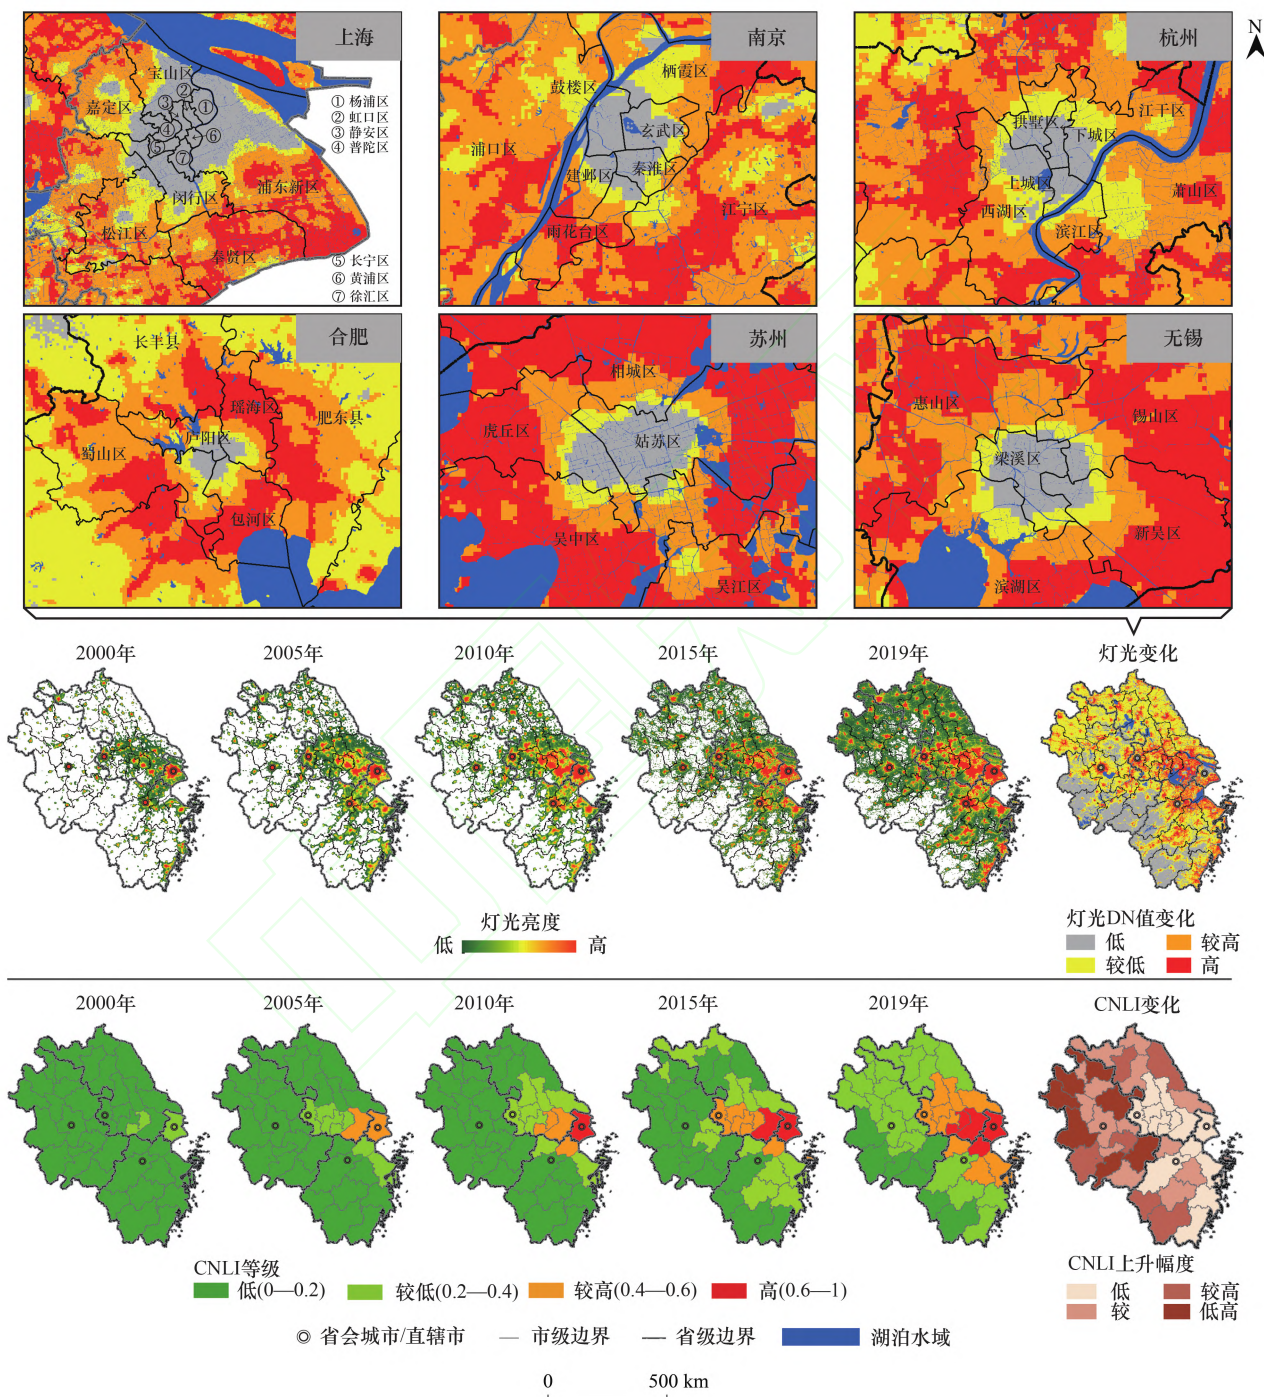 上海
宝山区
嘉定区
②
③
①
④
⑥
⑤
⑦
① 杨浦区
② 虹口区
③ 静安区
④ 普陀区
闵行区
浦东新区
松江区
奉贤区
⑤ 长宁区
⑥ 黄浦区
⑦ 徐汇区
南京
栖霞区
鼓楼区
玄武区
浦口区
秦淮区
建邺区
江宁区
雨花台区
杭州
N
江干区
拱墅区
下城区
上城区
萧山区
西湖区
滨江区
合肥
长丰县
瑶海区
肥东县
庐阳区
蜀山区
包河区
苏州
相城区
虎丘区
姑苏区
吴中区
吴江区
无锡
惠山区
锡山区
梁溪区
新吴区
滨湖区
2000年 2005年 2010年 2015年 2019年 灯光变化
灯光亮度
低 高
灯光DN值变化
低 较高
较低 高
2000年 2005年 2010年 2015年 2019年 CNLI变化
CNLI等级
低(0—0.2) 较低(0.2—0.4) 较高(0.4—0.6) 高(0.6—1)
CNLI上升幅度
低 较高
较 低高
省会城市/直辖市 市级边界 省级边界 湖泊水域
0 500 km